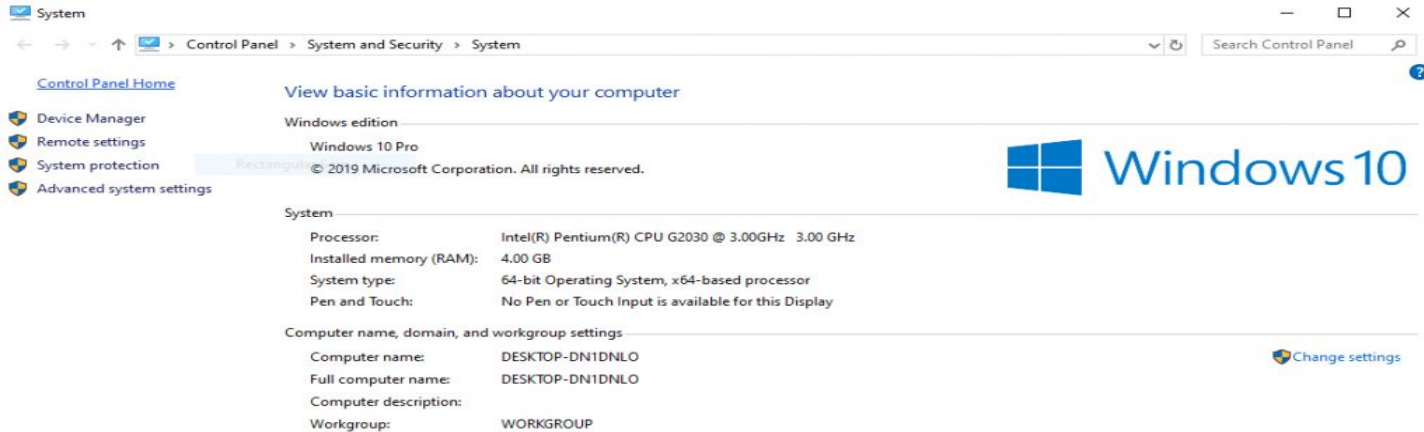 System
Control Panel > System and Security > System
Search Control Panel
?
Control Panel Home
View basic information about your computer
Device Manager
Windows edition
Remote settings
Windows 10 Pro
System protection
Rectangular
© 2019 Microsoft Corporation. All rights reserved.
Windows 10
Advanced system settings
System
Processor: Intel(R) Pentium(R) CPU G2030 @ 3.00GHz 3.00 GHz
Installed memory (RAM): 4.00 GB
System type: 64-bit Operating System, x64-based processor
Pen and Touch: No Pen or Touch Input is available for this Display
Computer name, domain, and workgroup settings
Computer name: DESKTOP-DN1DNLO
Change settings
Full computer name: DESKTOP-DN1DNLO
Computer description:
Workgroup: WORKGROUP